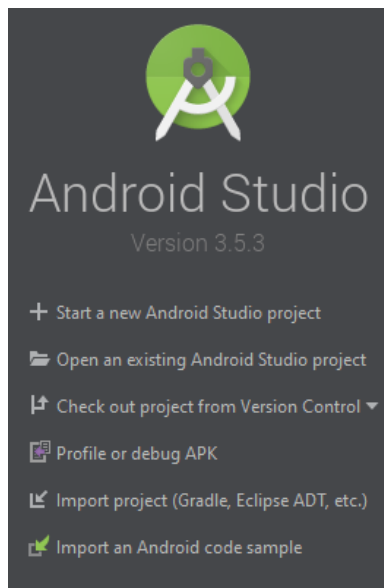 Android Studio
Version 3.5.3
Start a new Android Studio project
Open an existing Android Studio project
Check out project from Version Control
Profile or debug APK
Import project (Gradle, Eclipse ADT, etc.)
Import an Android code sample